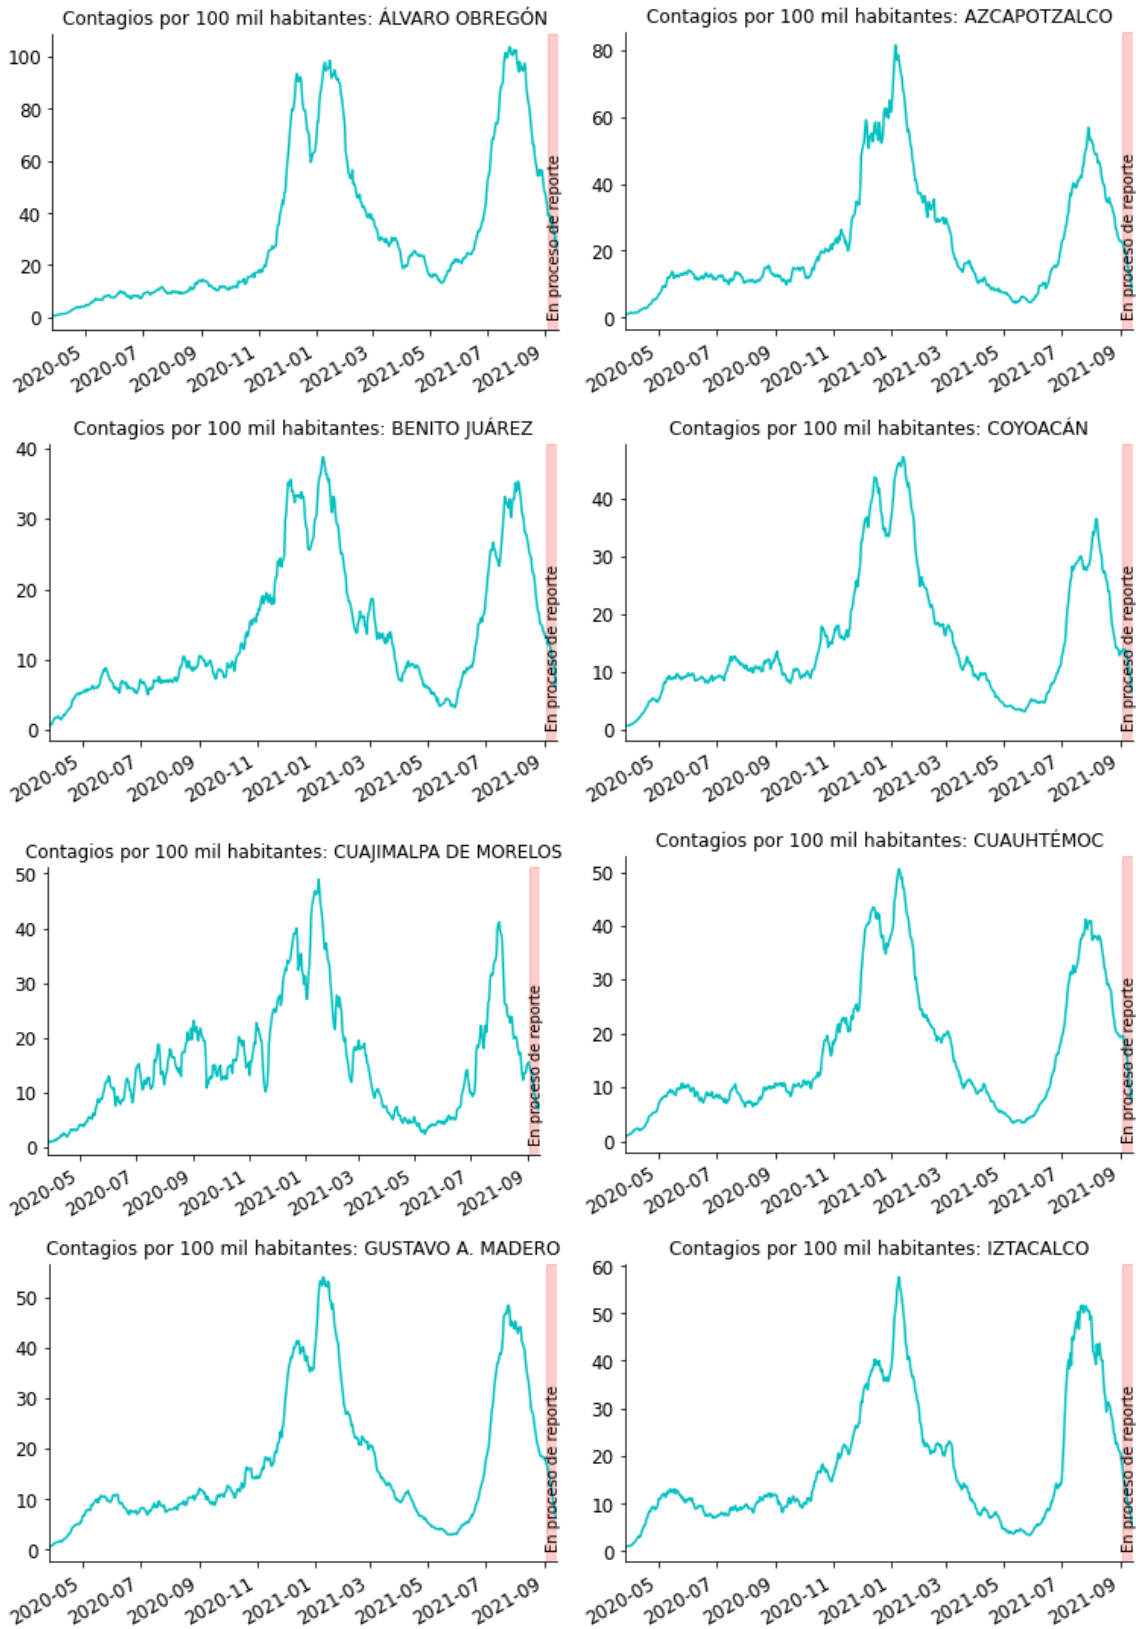 Contagios por 100 mil habitantes: ÁLVARO OBREGÓN
100
80
60
40
20
0
En proceso de reporte
2020-05 2020-07 2020-09 2020-11 2021-01 2021-03 2021-05 2021-07 2021-09
Contagios por 100 mil habitantes: AZCAPOTZALCO
80
60
40
20
0
En proceso de reporte
2020-05 2020-07 2020-09 2020-11 2021-01 2021-03 2021-05 2021-07 2021-09
Contagios por 100 mil habitantes: BENITO JUÁREZ
40
30
20
10
0
En proceso de reporte
2020-05 2020-07 2020-09 2020-11 2021-01 2021-03 2021-05 2021-07 2021-09
Contagios por 100 mil habitantes: COYOACÁN
40
30
20
10
0
En proceso de reporte
2020-05 2020-07 2020-09 2020-11 2021-01 2021-03 2021-05 2021-07 2021-09
Contagios por 100 mil habitantes: CUAJIMALPA DE MORELOS
50
40
30
20
10
0
En proceso de reporte
2020-05 2020-07 2020-09 2020-11 2021-01 2021-03 2021-05 2021-07 2021-09
Contagios por 100 mil habitantes: CUAUHTÉMOC
50
40
30
20
10
0
En proceso de reporte
2020-05 2020-07 2020-09 2020-11 2021-01 2021-03 2021-05 2021-07 2021-09
Contagios por 100 mil habitantes: GUSTAVO A. MADERO
50
40
30
20
10
0
En proceso de reporte
2020-05 2020-07 2020-09 2020-11 2021-01 2021-03 2021-05 2021-07 2021-09
Contagios por 100 mil habitantes: IZTACALCO
60
50
40
30
20
10
0
En proceso de reporte
2020-05 2020-07 2020-09 2020-11 2021-01 2021-03 2021-05 2021-07 2021-09